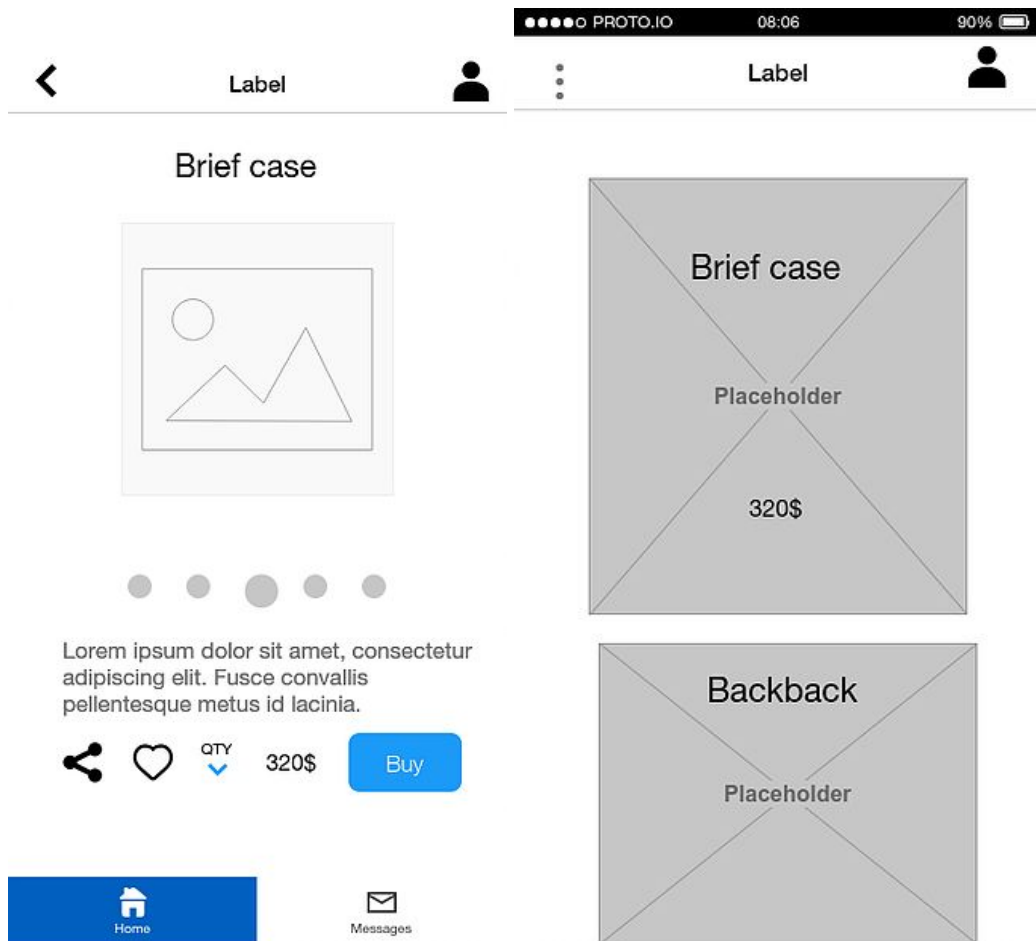 Label
Brief case
Lorem ipsum dolor sit amet, consectetur
adipiscing elit. Fusce convallis
pellentesque metus id lacinia.
QTY
320$
Buy
Home
Messages
PROTO.IO 08:06 90%
Label
Brief case
Placeholder
320$
Backback
Placeholder